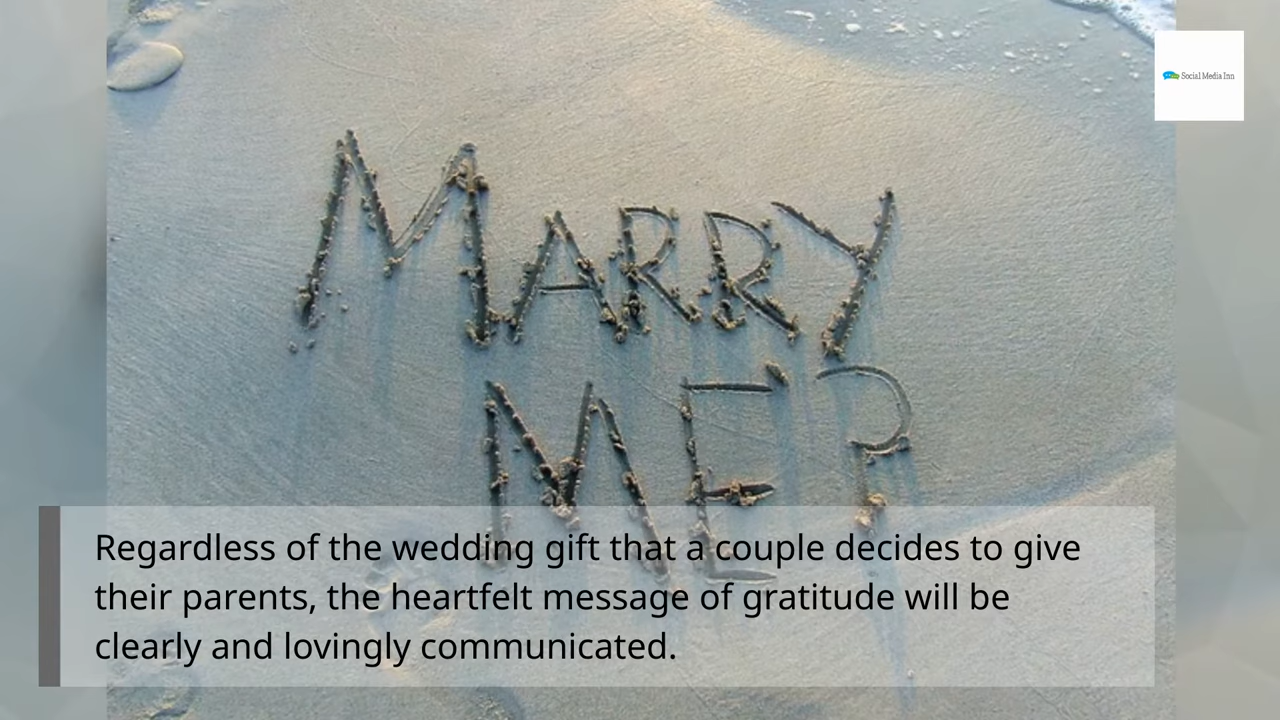 Social Media Inn
MARRY
ME?
Regardless of the wedding gift that a couple decides to give
their parents, the heartfelt message of gratitude will be
clearly and lovingly communicated.